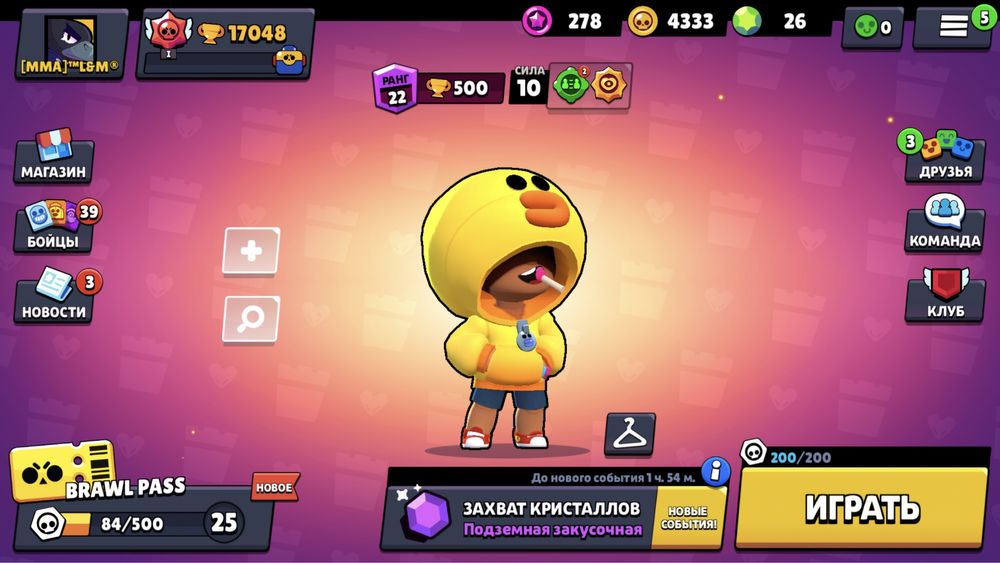 [MMA]™L&M®
I
17048
278
4333
26
0
5
РАНГ
22
500
СИЛА
10
2
МАГАЗИН
39
БОЙЦЫ
3
НОВОСТИ
3
ДРУЗЬЯ
КОМАНДА
КЛУБ
BRAWL PASS
НОВОЕ
84/500
25
До нового события 1 ч. 54 м.
i
ЗАХВАТ КРИСТАЛЛОВ
Подземная закусочная
НОВЫЕ
СОБЫТИЯ!
200/200
ИГРАТЬ